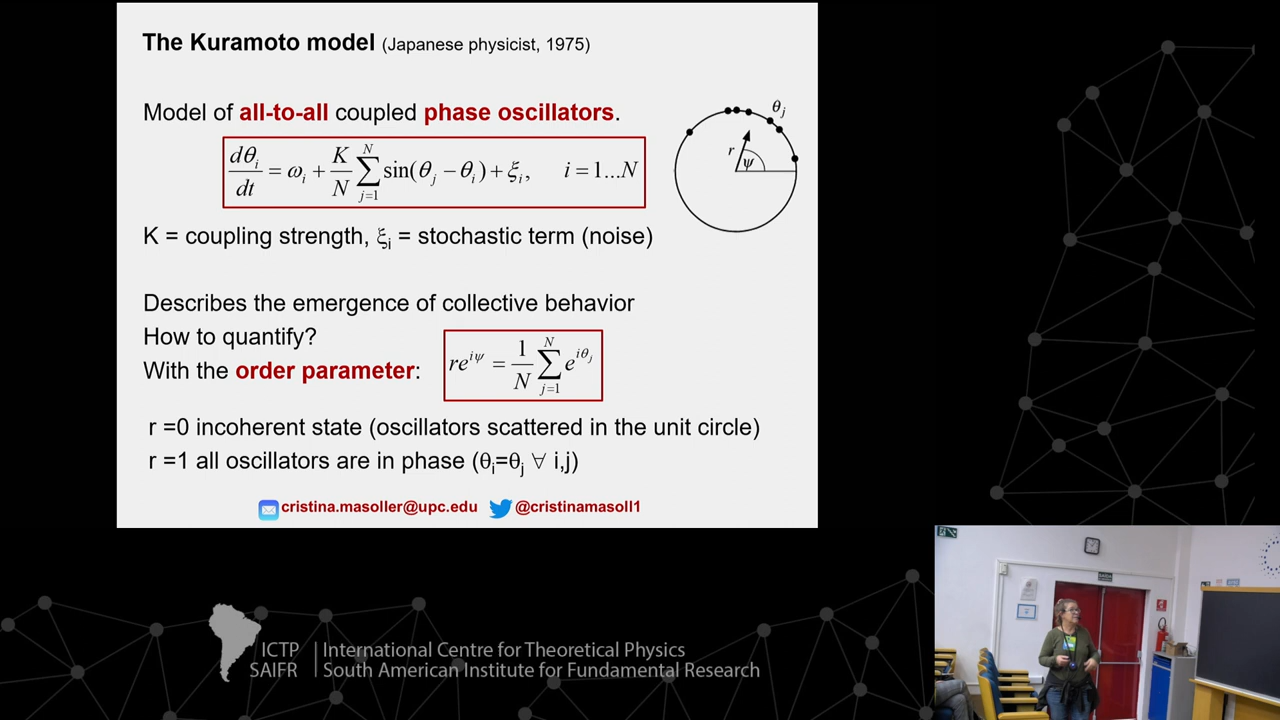 The Kuramoto model (Japanese physicist, 1975)
Model of all-to-all coupled phase oscillators.
dθ_i/dt = ω_i + K/N ∑_{j=1}^{N} sin(θ_j − θ_i) + ξ_i,   i = 1...N
θ_j
r ψ
K = coupling strength, ξ_i = stochastic term (noise)
Describes the emergence of collective behavior
How to quantify?
With the order parameter: re^{iψ} = 1/N ∑_{j=1}^{N} e^{iθ_j}
r =0 incoherent state (oscillators scattered in the unit circle)
r =1 all oscillators are in phase (θ_i=θ_j ∀ i,j)
cristina.masoller@upc.edu @cristinamasoll1
ICTP International Centre for Theoretical Physics
SAIFR South American Institute for Fundamental Research